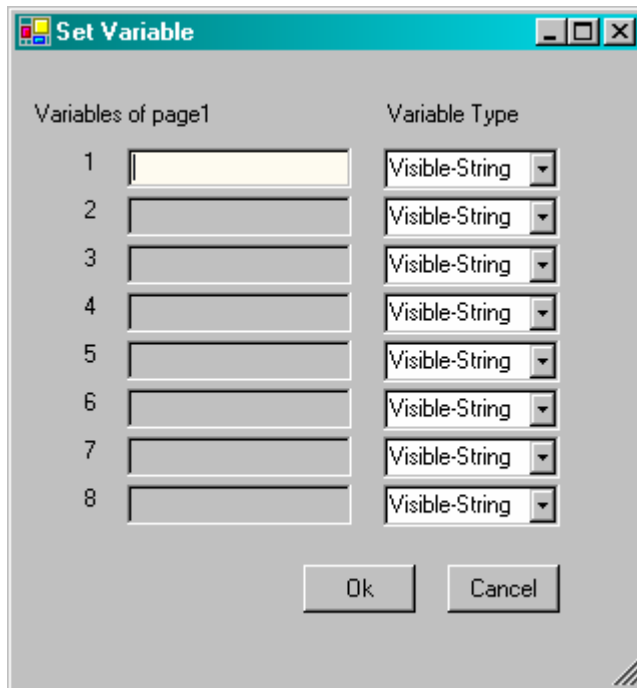 Set Variable
Variables of page1 Variable Type
1 Visible-String
2 Visible-String
3 Visible-String
4 Visible-String
5 Visible-String
6 Visible-String
7 Visible-String
8 Visible-String
Ok Cancel